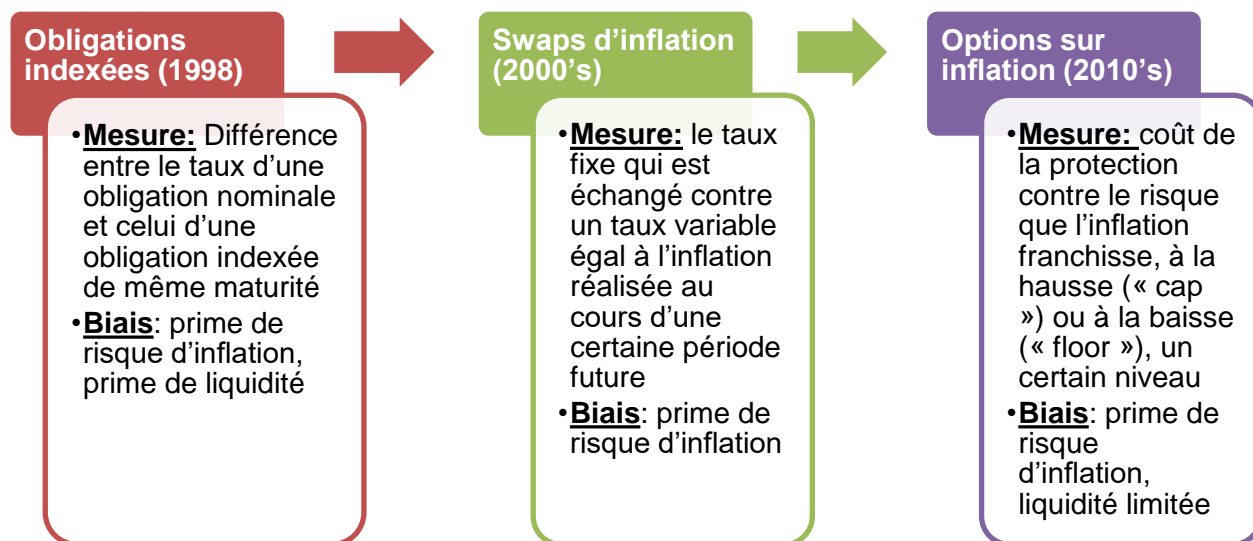 Obligations
indexées (1998)
•Mesure: Différence
entre le taux d’une
obligation nominale
et celui d’une
obligation indexée
de même maturité
•Biais: prime de
risque d’inflation,
prime de liquidité
Swaps d’inflation
(2000’s)
•Mesure: le taux
fixe qui est
échangé contre
un taux variable
égal à l’inflation
réalisée au
cours d’une
certaine période
future
•Biais: prime de
risque d’inflation
Options sur
inflation (2010’s)
•Mesure: coût de
la protection
contre le risque
que l’inflation
franchisse, à la
hausse (« cap
») ou à la baisse
(« floor »), un
certain niveau
•Biais: prime de
risque
d’inflation,
liquidité limitée